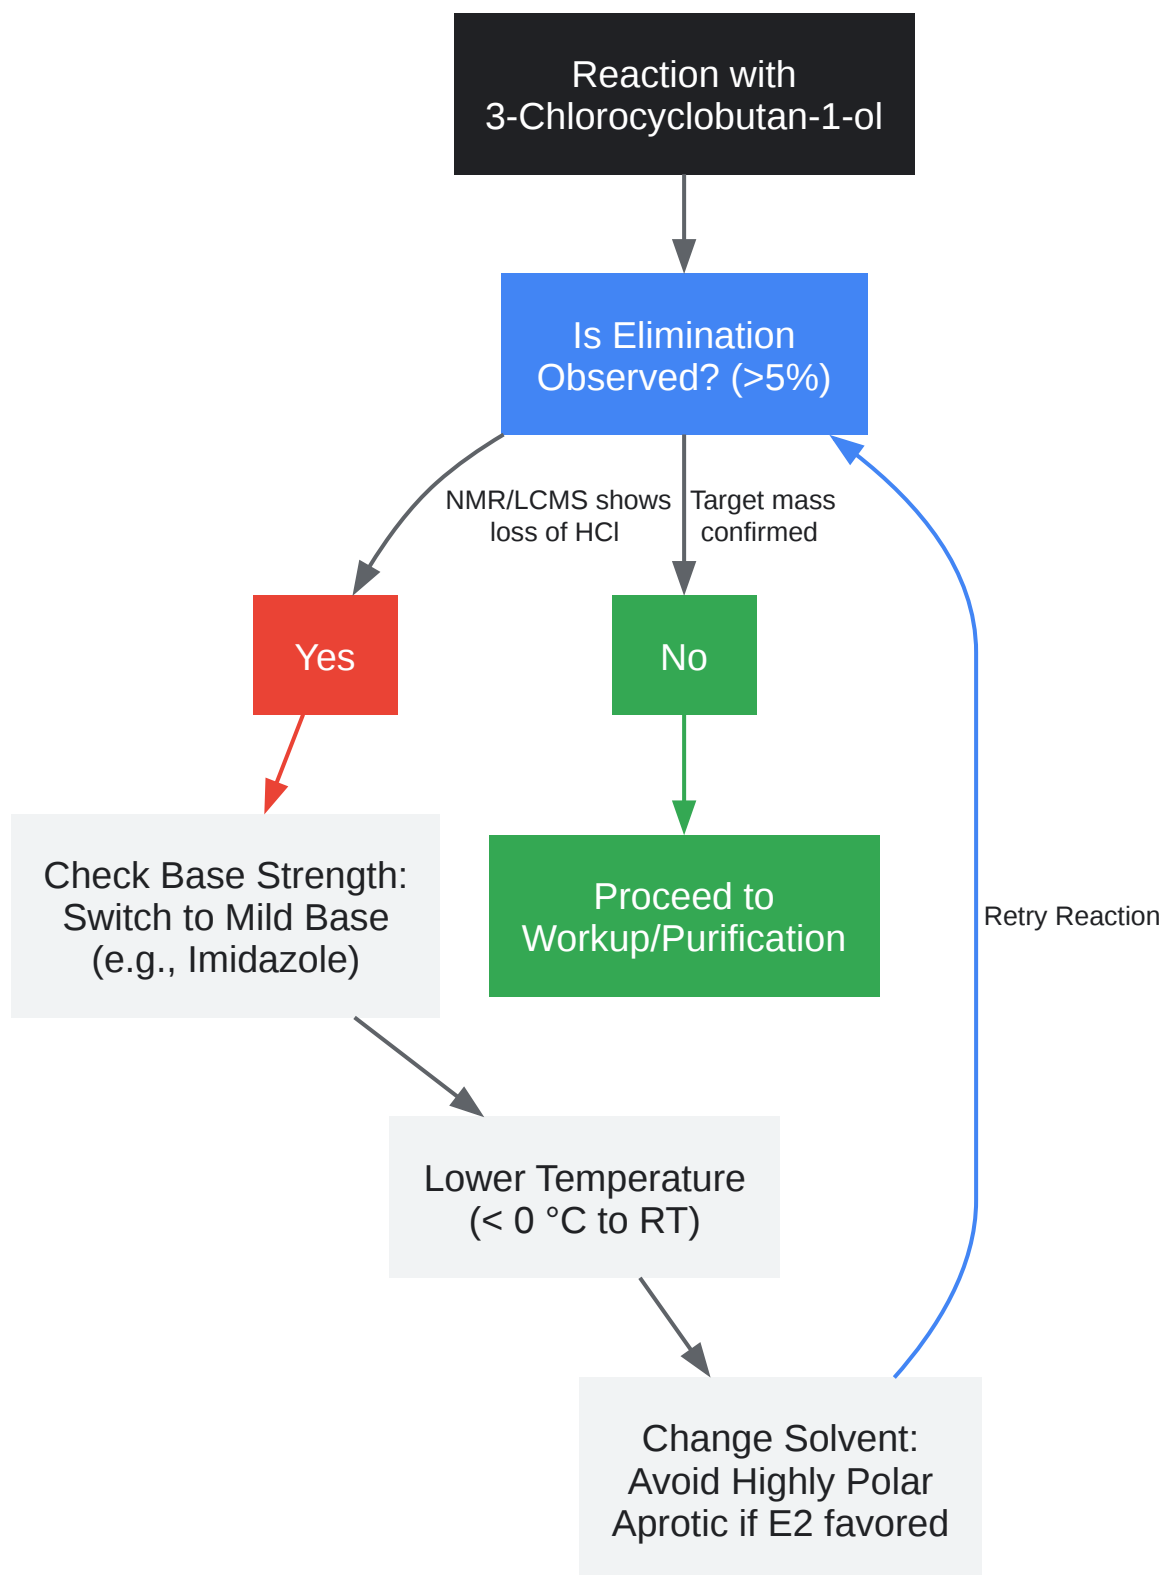 Reaction with
3-Chlorocyclobutan-1-ol
Is Elimination
Observed? (>5%)
NMR/LCMS shows
loss of HCl
Target mass
confirmed
Yes
No
Check Base Strength:
Switch to Mild Base
(e.g., Imidazole)
Proceed to
Workup/Purification
Retry Reaction
Lower Temperature
(< 0 °C to RT)
Change Solvent:
Avoid Highly Polar
Aprotic if E2 favored